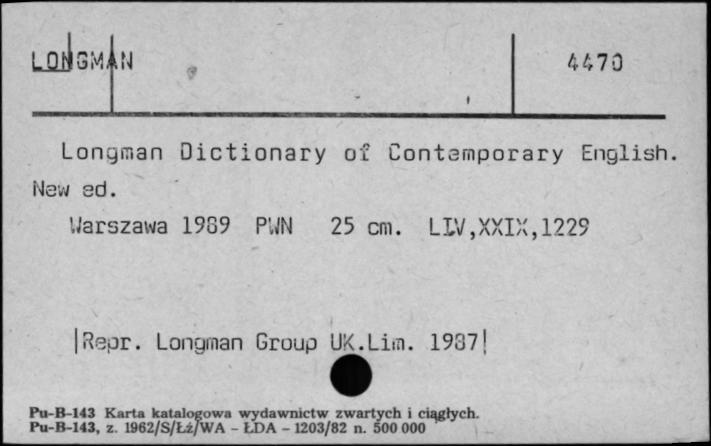 LONGMAN 4470
Longman Dictionary of Contemporary English.
New ed.
Warszawa 1989 PWN 25 cm. LIV,XXIX,1229
|Repr. Longman Group UK.Lim. 1987|
Pu-B-143 Karta katalogowa wydawnictw zwartych i ciągłych.
Pu-B-143, z. 1962/S/Łź/WA - ŁDA - 1203/82 n. 500 000